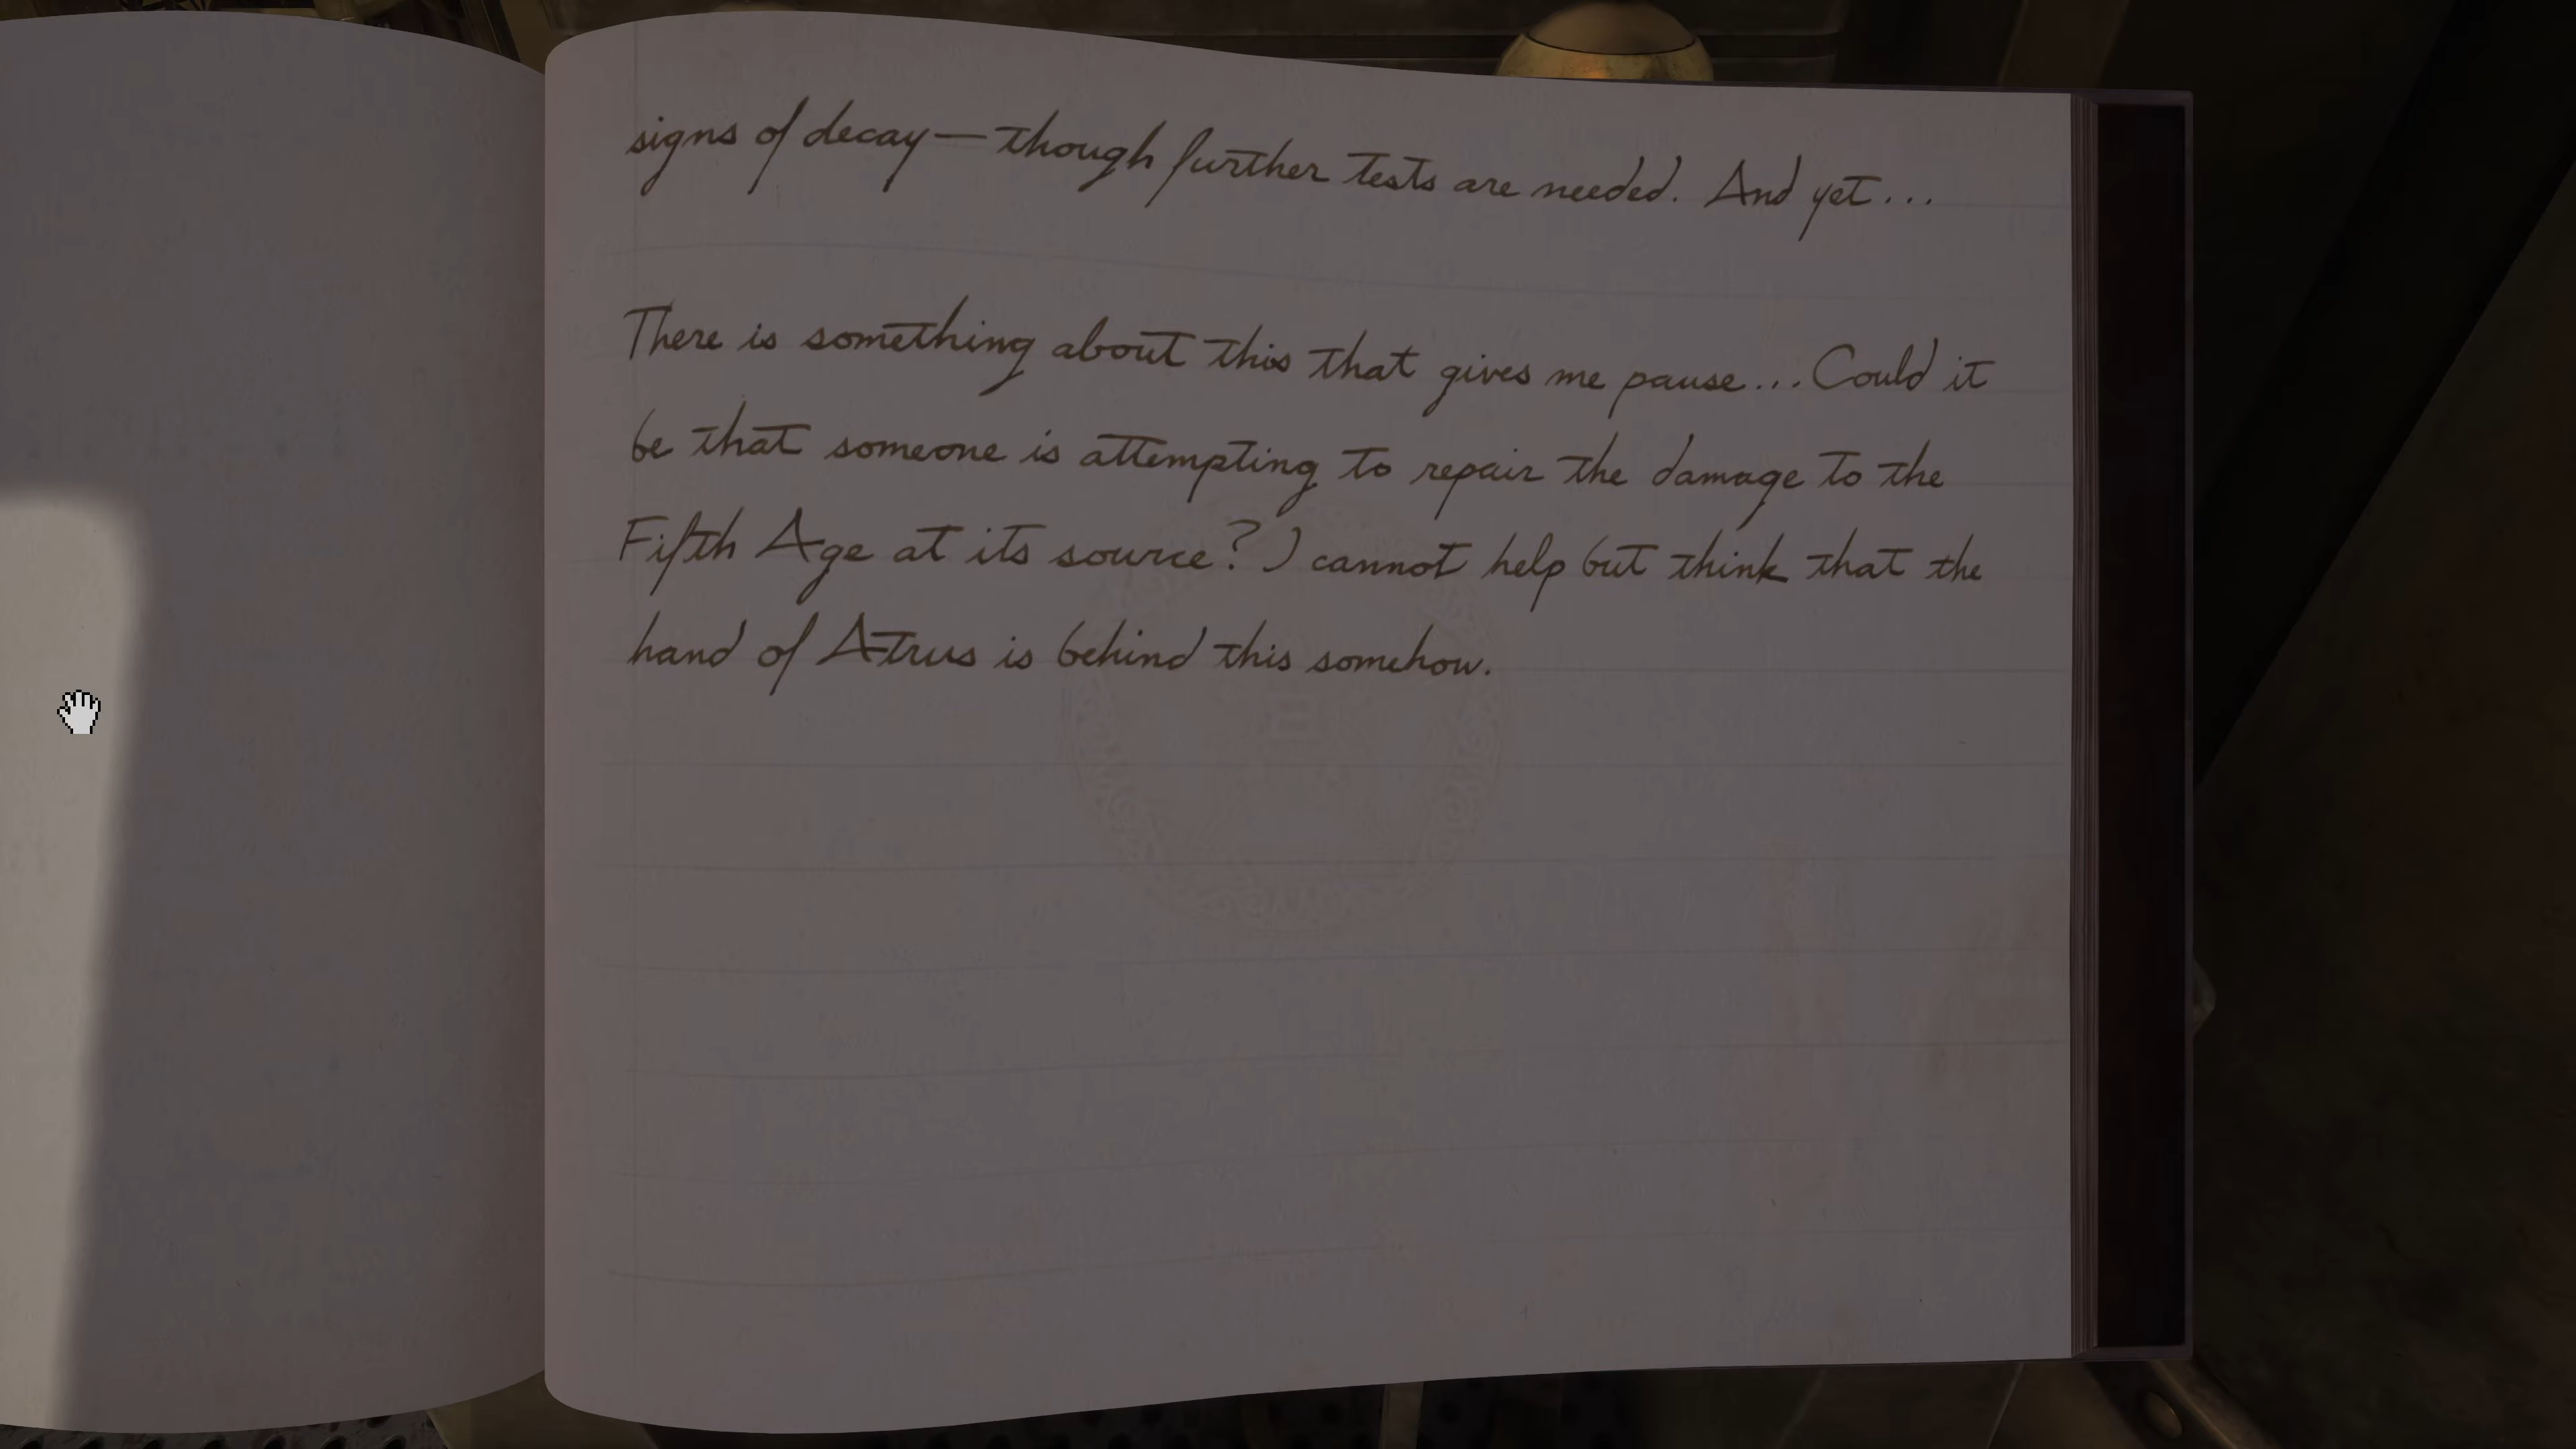 signs of decay—though further tests are needed. And yet...
There is something about this that gives me pause... Could it
be that someone is attempting to repair the damage to the
Fifth Age at its source? I cannot help but think that the
hand of Atrus is behind this somehow.